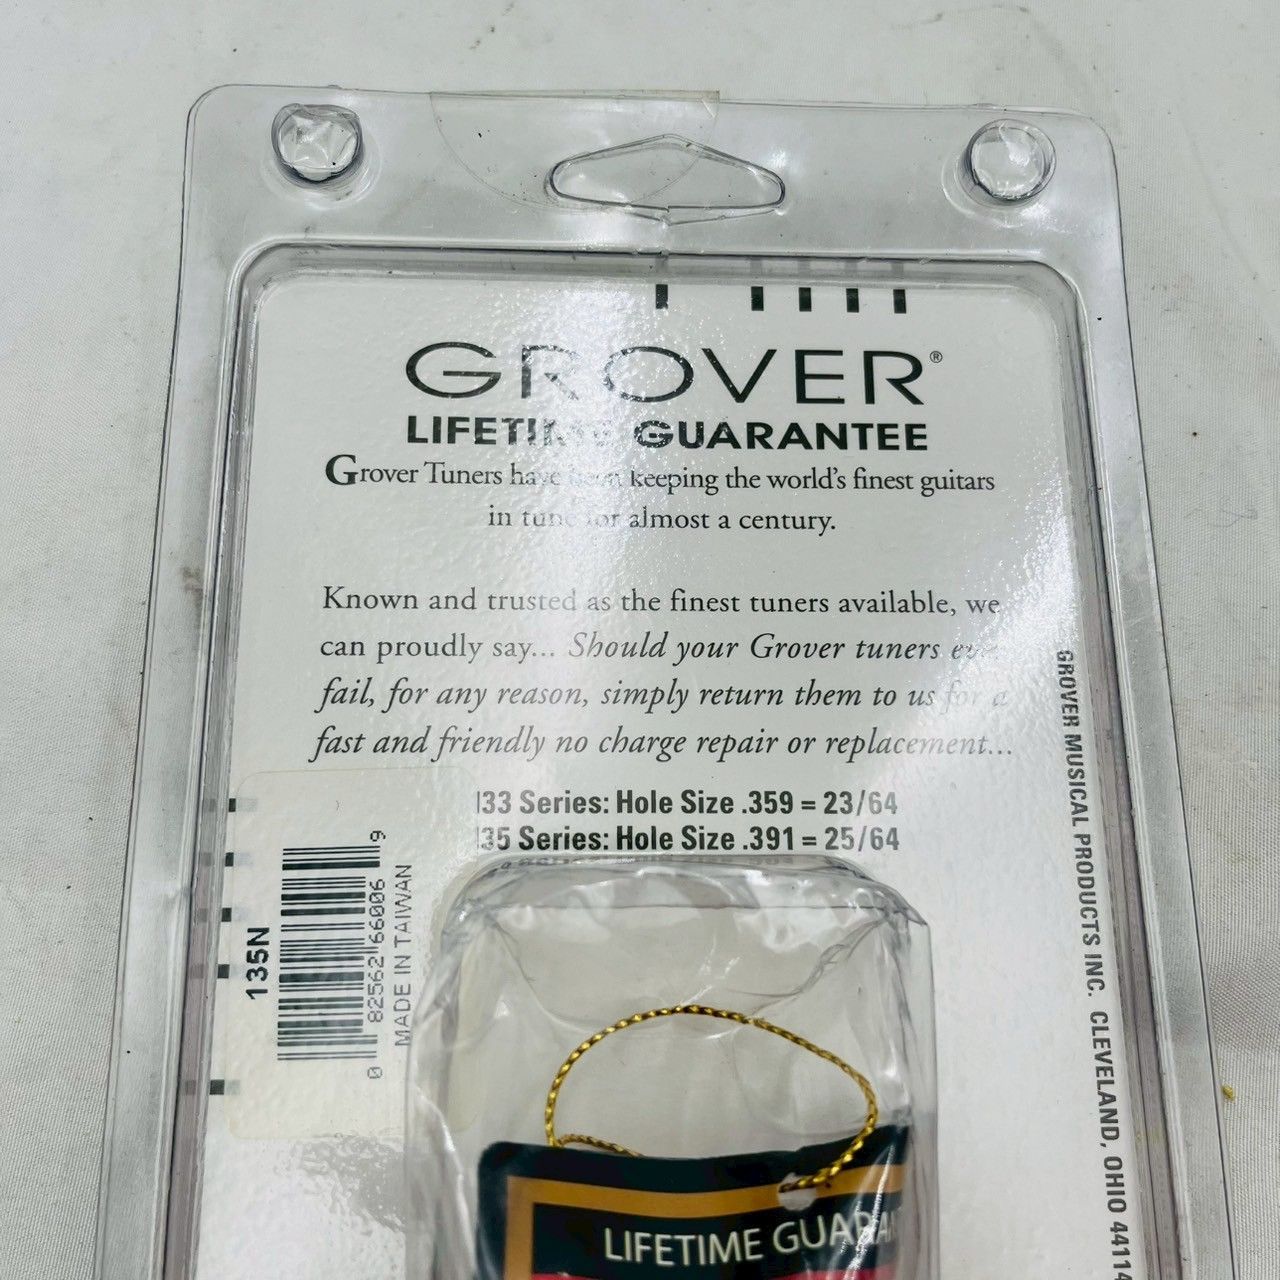 GROVER®
LIFETIME GUARANTEE
Grover Tuners have been keeping the world's finest guitars
in tune for almost a century.
Known and trusted as the finest tuners available, we
can proudly say... Should your Grover tuners ever
fail, for any reason, simply return them to us for a
fast and friendly no charge repair or replacement...
133 Series: Hole Size .359 = 23/64
135 Series: Hole Size .391 = 25/64
135N
0 82562 66006 9
MADE IN TAIWAN
GROVER MUSICAL PRODUCTS INC. CLEVELAND, OHIO 44114
LIFETIME GUARAN